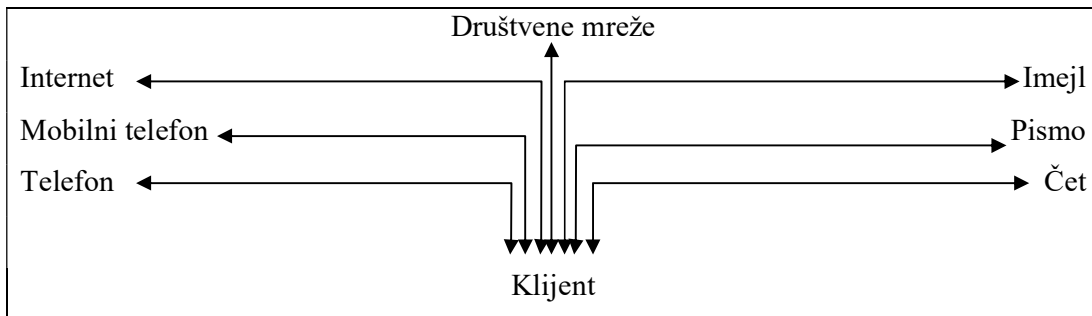 Društvene mreže
Internet Imejl
Mobilni telefon Pismo
Telefon Čet
Klijent